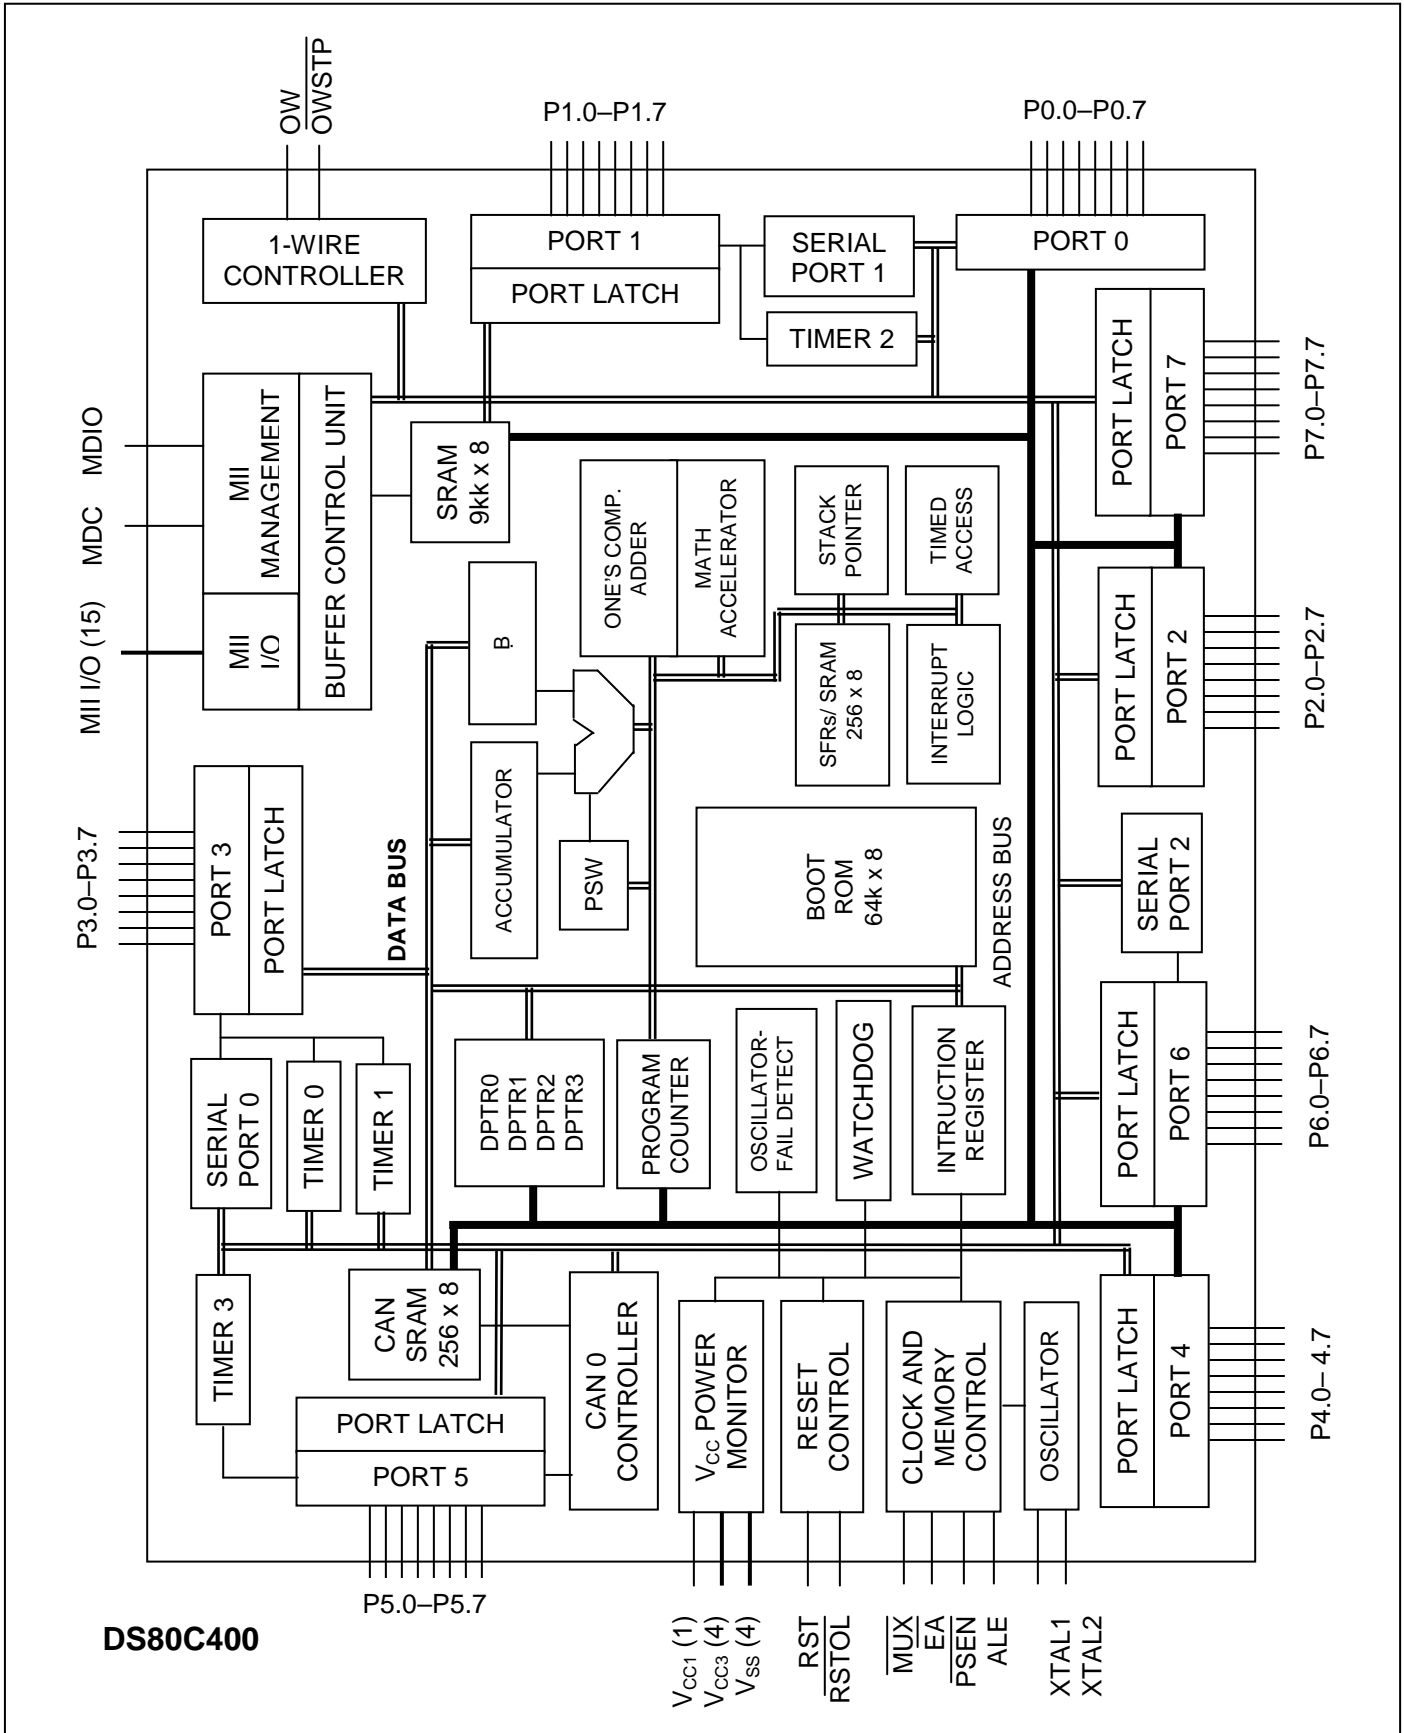 OW
OWSTP
P1.0–P1.7
P0.0–P0.7
1-WIRE
CONTROLLER
PORT 1
PORT LATCH
SERIAL
PORT 1
TIMER 2
PORT 0
MDIO
MDC
MII I/O (15)
MII
MANAGEMENT
MII
I/O
BUFFER CONTROL UNIT
SRAM
9kk x 8
PORT LATCH
PORT 7
P7.0–P7.7
ONE'S COMP.
ADDER
MATH
ACCELERATOR
STACK
POINTER
TIMED
ACCESS
B
SFRs/ SRAM
256 x 8
INTERRUPT
LOGIC
PORT LATCH
PORT 2
P2.0–P2.7
P3.0–P3.7
PORT 3
PORT LATCH
DATA BUS
ACCUMULATOR
PSW
BOOT
ROM
64k x 8
ADDRESS BUS
SERIAL
PORT 2
SERIAL
PORT 0
TIMER 0
TIMER 1
DPTR0
DPTR1
DPTR2
DPTR3
PROGRAM
COUNTER
OSCILLATOR-
FAIL DETECT
WATCHDOG
INTRUCTION
REGISTER
PORT LATCH
PORT 6
P6.0–P6.7
TIMER 3
CAN
SRAM
256 x 8
PORT LATCH
PORT 5
CAN 0
CONTROLLER
VCC POWER
MONITOR
RESET
CONTROL
CLOCK AND
MEMORY
CONTROL
OSCILLATOR
PORT LATCH
PORT 4
P4.0– 4.7
P5.0–P5.7
VCC1 (1)
VCC3 (4)
VSS (4)
RST
RSTOL
MUX
EA
PSEN
ALE
XTAL1
XTAL2
DS80C400